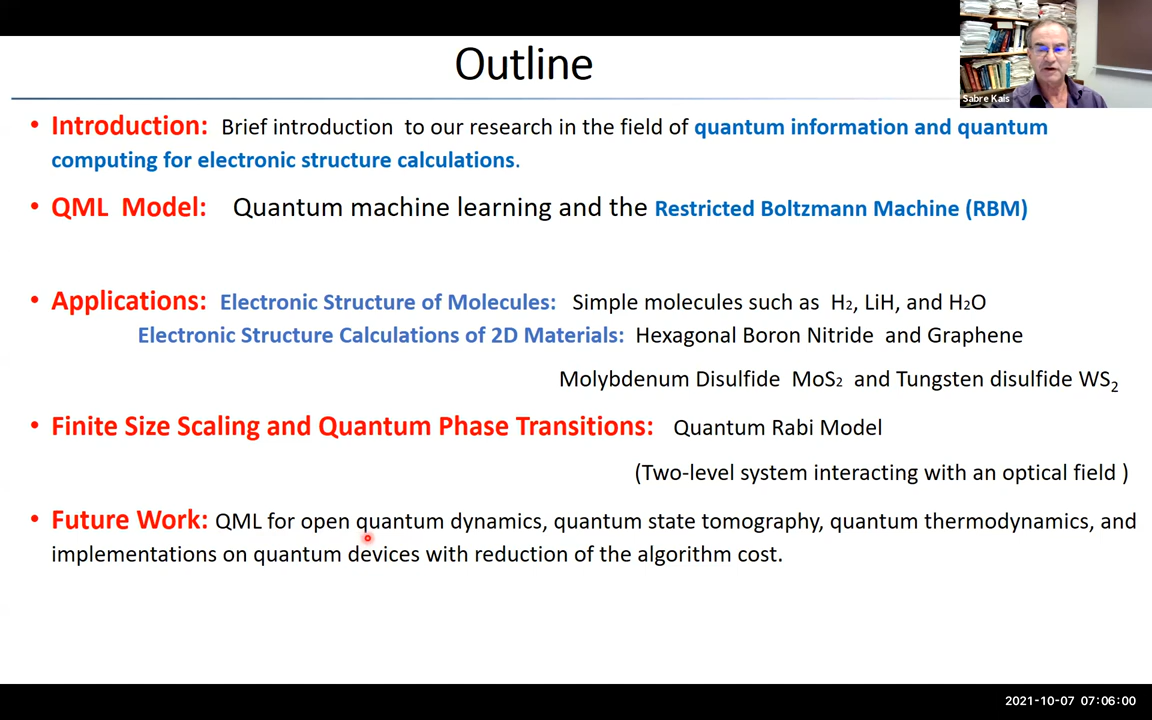 Outline
Sabre Kais
• Introduction: Brief introduction to our research in the field of quantum information and quantum
computing for electronic structure calculations.
• QML Model: Quantum machine learning and the Restricted Boltzmann Machine (RBM)
• Applications: Electronic Structure of Molecules: Simple molecules such as H₂, LiH, and H₂O
Electronic Structure Calculations of 2D Materials: Hexagonal Boron Nitride and Graphene
Molybdenum Disulfide MoS₂ and Tungsten disulfide WS₂
• Finite Size Scaling and Quantum Phase Transitions: Quantum Rabi Model
(Two-level system interacting with an optical field )
• Future Work: QML for open quantum dynamics, quantum state tomography, quantum thermodynamics, and
implementations on quantum devices with reduction of the algorithm cost.
2021-10-07 07:06:00